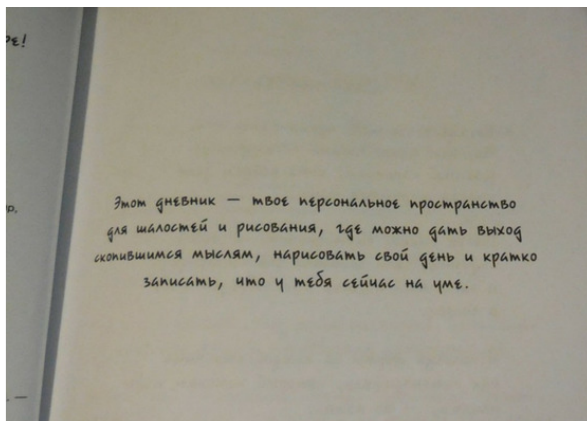 Этот дневник — твое персональное пространство
для шалостей и рисования, где можно дать выход
скопившимся мыслям, нарисовать свой день и кратко
записать, что у тебя сейчас на уме.